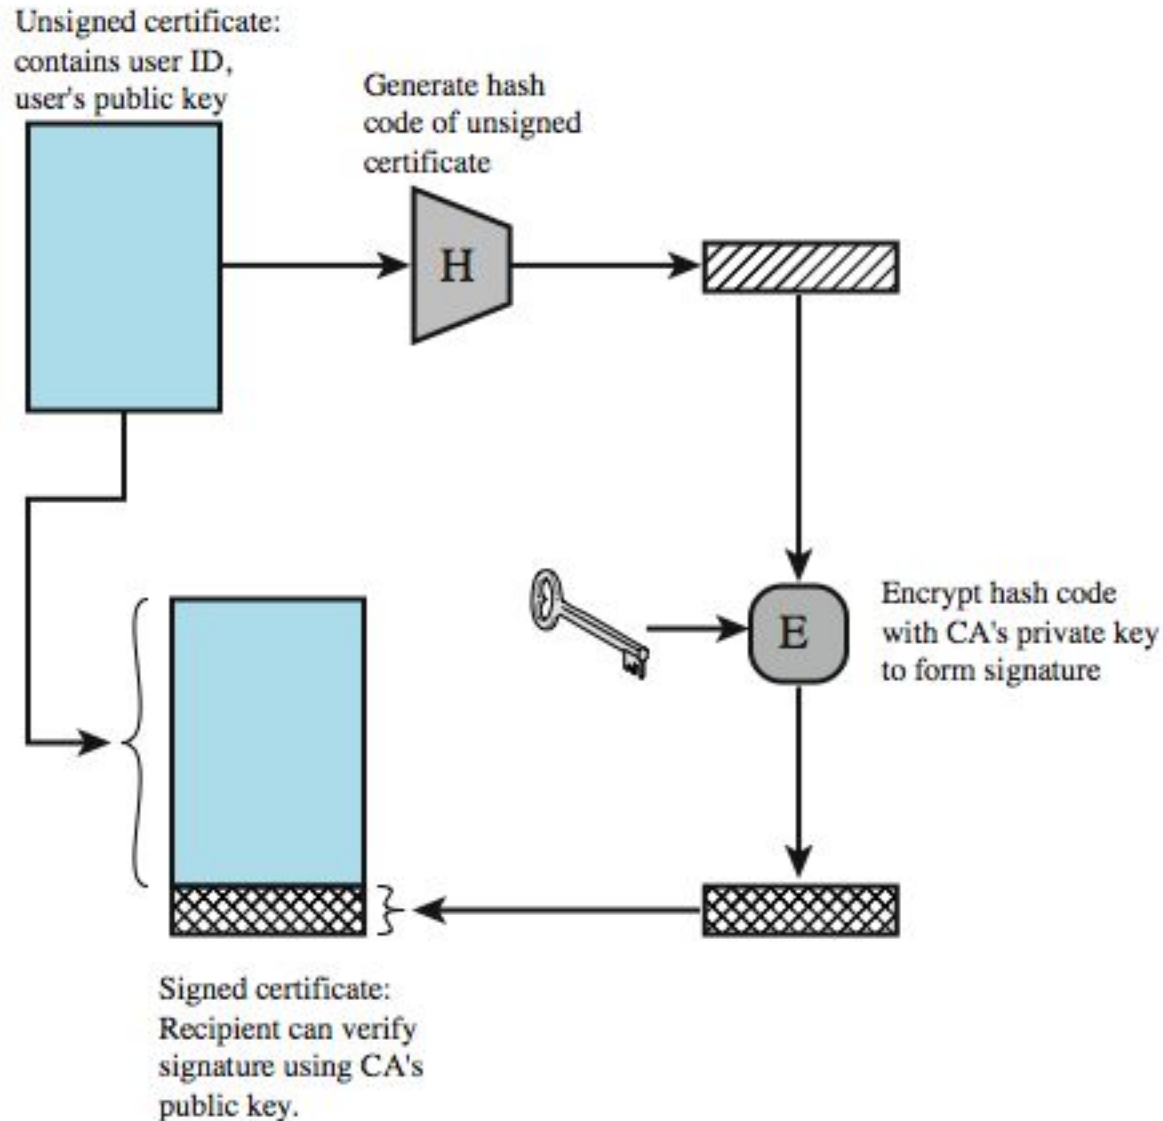 Unsigned certificate:
contains user ID,
user's public key
Generate hash
code of unsigned
certificate
H
E
Encrypt hash code
with CA's private key
to form signature
Signed certificate:
Recipient can verify
signature using CA's
public key.